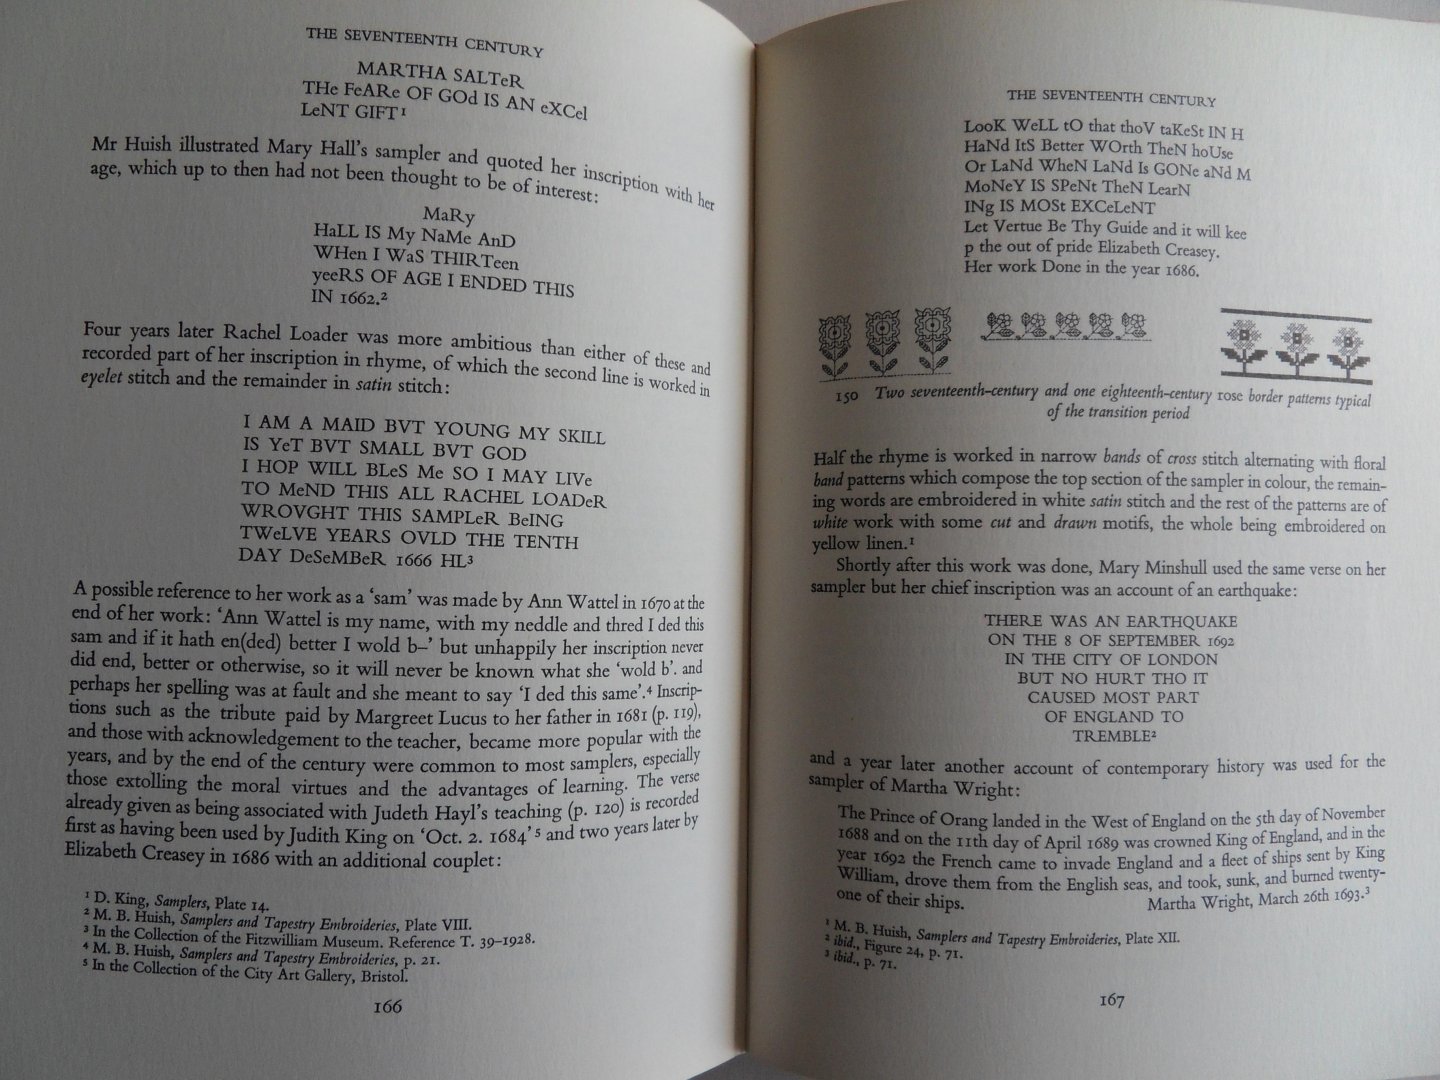 THE SEVENTEENTH CENTURY
MARTHA SALTeR
THe FeARe OF GOd IS AN eXCel
LeNT GIFT¹
Mr Huish illustrated Mary Hall's sampler and quoted her inscription with her
age, which up to then had not been thought to be of interest:
MaRy
HaLL IS My NaMe AnD
WHen I WaS THIRTeen
yeeRS OF AGE I ENDED THIS
IN 1662.²
Four years later Rachel Loader was more ambitious than either of these and
recorded part of her inscription in rhyme, of which the second line is worked in
eyelet stitch and the remainder in satin stitch:
I AM A MAID BVT YOUNG MY SKILL
IS YeT BVT SMALL BVT GOD
I HOP WILL BLeS Me SO I MAY LIVe
TO MeND THIS ALL RACHEL LOADeR
WROVGHT THIS SAMPLeR BeING
TWeLVE YEARS OVLD THE TENTH
DAY DeSeMBeR 1666 HL³
A possible reference to her work as a 'sam' was made by Ann Wattel in 1670 at the
end of her work: 'Ann Wattel is my name, with my neddle and thred I ded this
sam and if it hath en(ded) better I wold b–' but unhappily her inscription never
did end, better or otherwise, so it will never be known what she 'wold b'. and
perhaps her spelling was at fault and she meant to say 'I ded this same'.⁴ Inscrip-
tions such as the tribute paid by Margreet Lucus to her father in 1681 (p. 119),
and those with acknowledgement to the teacher, became more popular with the
years, and by the end of the century were common to most samplers, especially
those extolling the moral virtues and the advantages of learning. The verse
already given as being associated with Judeth Hayl's teaching (p. 120) is recorded
first as having been used by Judith King on 'Oct. 2. 1684'⁵ and two years later by
Elizabeth Creasey in 1686 with an additional couplet:
¹ D. King, Samplers, Plate 14.
² M. B. Huish, Samplers and Tapestry Embroideries, Plate VIII.
³ In the Collection of the Fitzwilliam Museum. Reference T. 39–1928.
⁴ M. B. Huish, Samplers and Tapestry Embroideries, p. 21.
⁵ In the Collection of the City Art Gallery, Bristol.
166
THE SEVENTEENTH CENTURY
LooK WeLL tO that thoV taKeSt IN H
HaNd ItS Better WOrth TheN hoUse
Or LaNd WheN LaNd Is GONe aNd M
MoNeY IS SPeNt TheN LearN
INg IS MOSt EXCeLeNT
Let Vertue Be Thy Guide and it will kee
p the out of pride Elizabeth Creasey.
Her work Done in the year 1686.
150 Two seventeenth-century and one eighteenth-century rose border patterns typical
of the transition period
Half the rhyme is worked in narrow bands of cross stitch alternating with floral
band patterns which compose the top section of the sampler in colour, the remain-
ing words are embroidered in white satin stitch and the rest of the patterns are of
white work with some cut and drawn motifs, the whole being embroidered on
yellow linen.¹
Shortly after this work was done, Mary Minshull used the same verse on her
sampler but her chief inscription was an account of an earthquake:
THERE WAS AN EARTHQUAKE
ON THE 8 OF SEPTEMBER 1692
IN THE CITY OF LONDON
BUT NO HURT THO IT
CAUSED MOST PART
OF ENGLAND TO
TREMBLE²
and a year later another account of contemporary history was used for the
sampler of Martha Wright:
The Prince of Orang landed in the West of England on the 5th day of November
1688 and on the 11th day of April 1689 was crowned King of England, and in the
year 1692 the French came to invade England and a fleet of ships sent by King
William, drove them from the English seas, and took, sunk, and burned twenty-
one of their ships. Martha Wright, March 26th 1693.³
¹ M. B. Huish, Samplers and Tapestry Embroideries, Plate XII.
² ibid., Figure 24, p. 71.
³ ibid., p. 71.
167